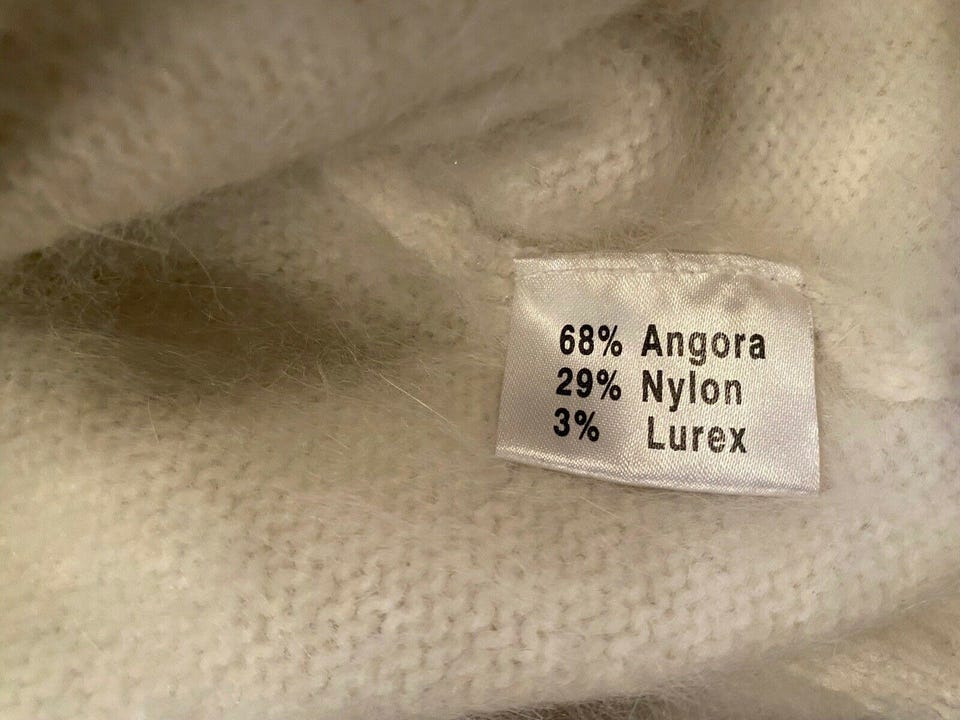 68% Angora
29% Nylon
3% Lurex